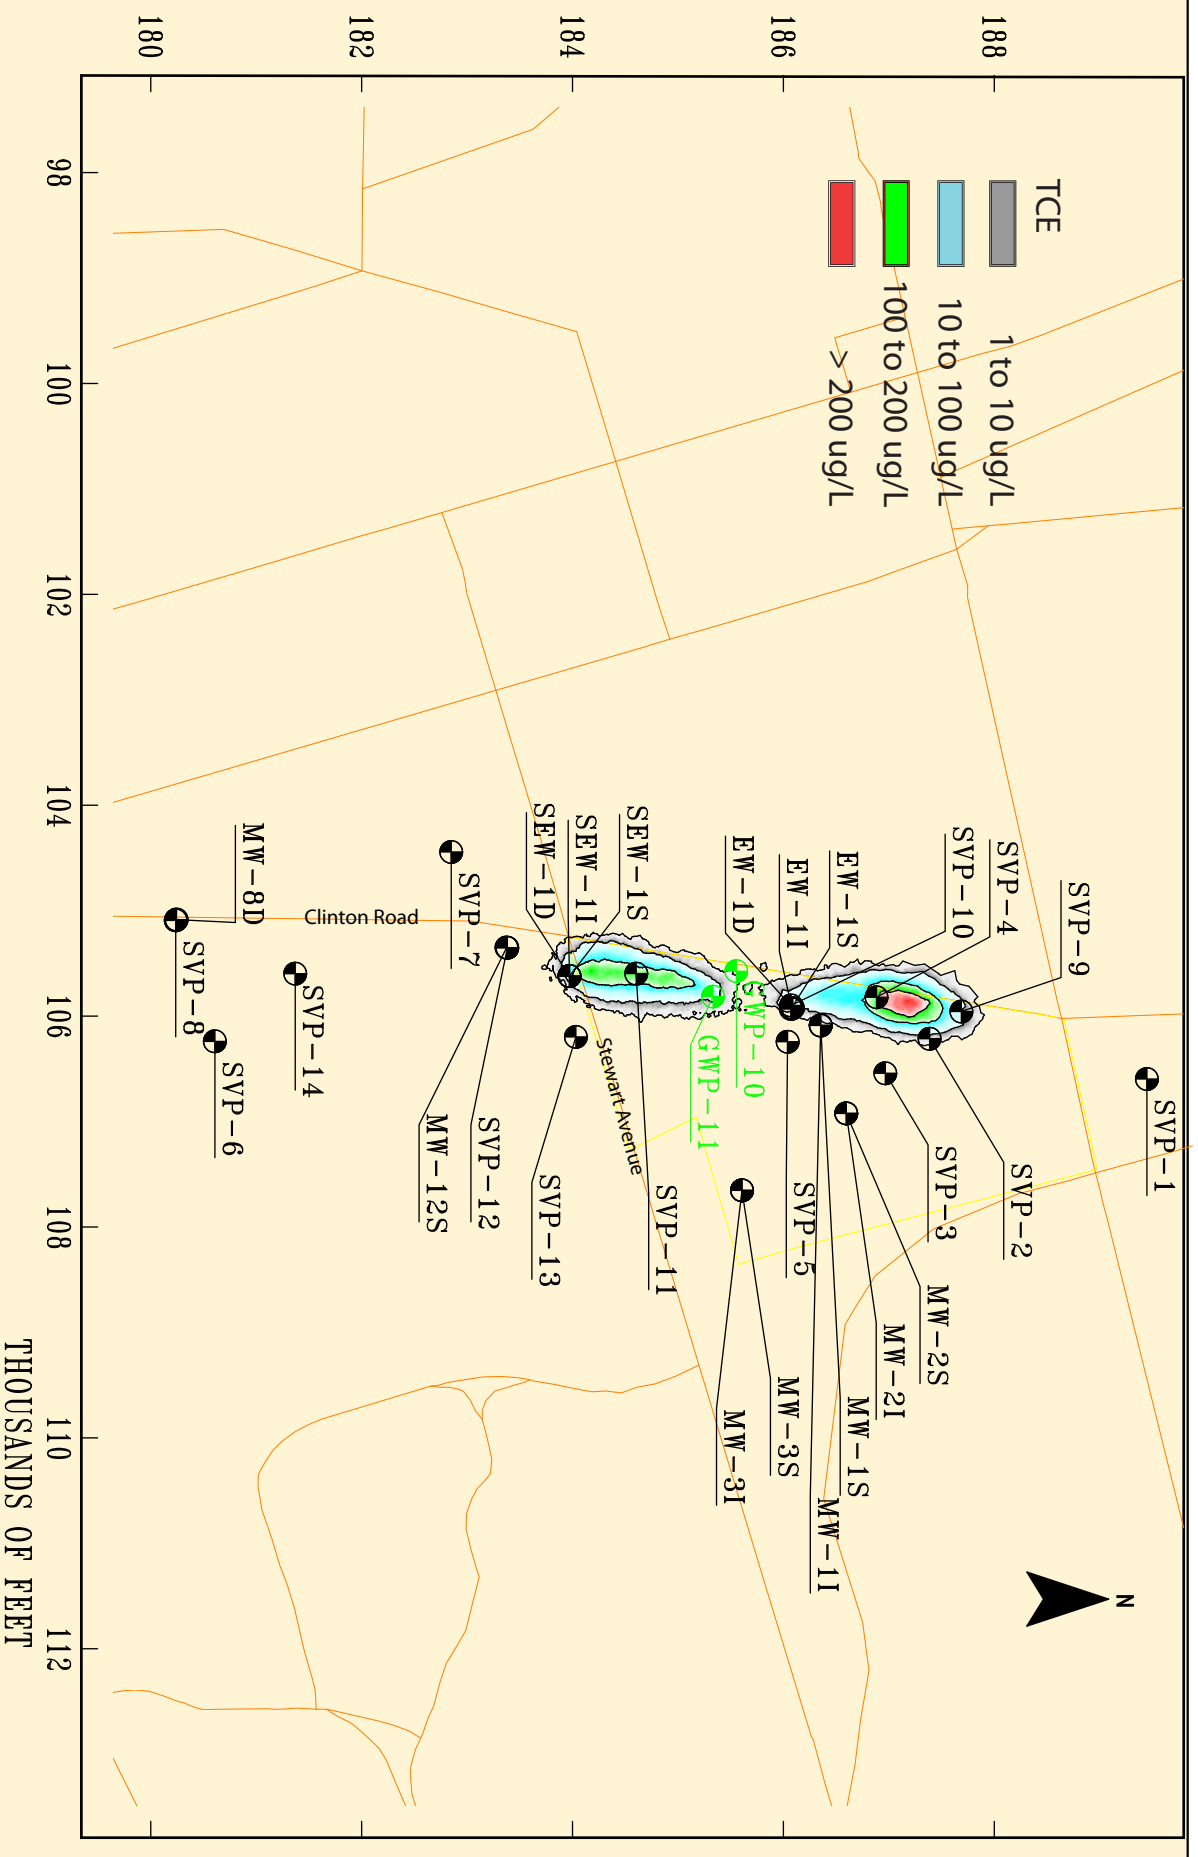 TCE
1 to 10 ug/L
10 to 100 ug/L
100 to 200 ug/L
> 200 ug/L
N
188
186
184
182
180
98
100
102
104
106
108
110
112
THOUSANDS OF FEET
SVP-1
SVP-9
SVP-4
SVP-10
EW-1S
EW-1I
EW-1D
SVP-2
SVP-3
MW-2S
MW-2I
MW-1S
MW-1I
SVP-5
MW-3S
MW-3I
GWP-10
GWP-11
SEW-1S
SEW-1I
SEW-1D
SVP-11
Stewart Avenue
SVP-13
SVP-12
MW-12S
SVP-7
Clinton Road
SVP-14
MW-8D
SVP-8
SVP-6